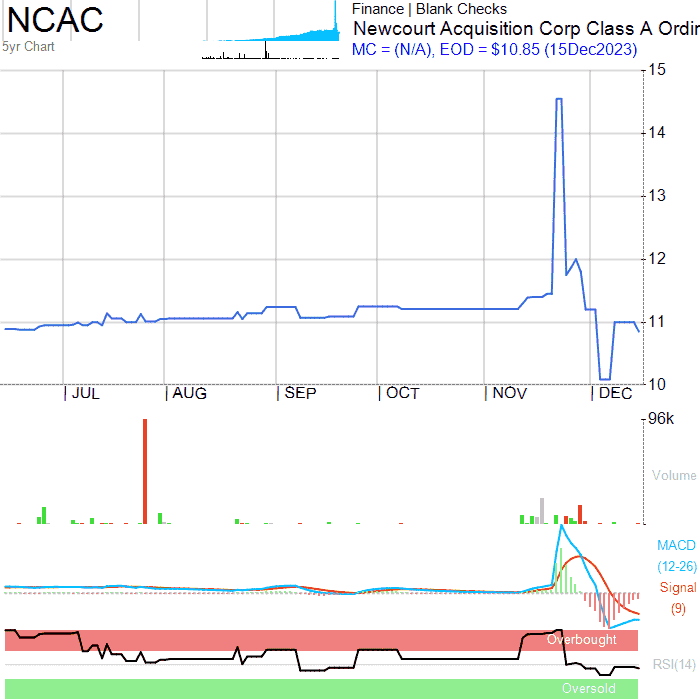 NCAC
5yr Chart
Finance | Blank Checks
Newcourt Acquisition Corp Class A Ordir
MC = (N/A), EOD = $10.85 (15Dec2023)
15
14
13
12
11
10
JUL AUG SEP OCT NOV DEC
96k
Volume
MACD
(12-26)
Signal
(9)
Overbought
RSI(14)
Oversold